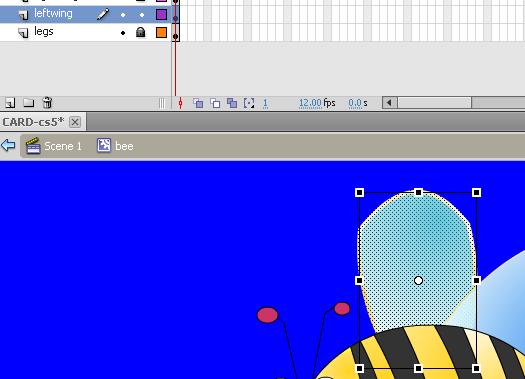 leftwing
legs
1 12.00 fps 0.0 s
CARD-cs5*
Scene 1 bee